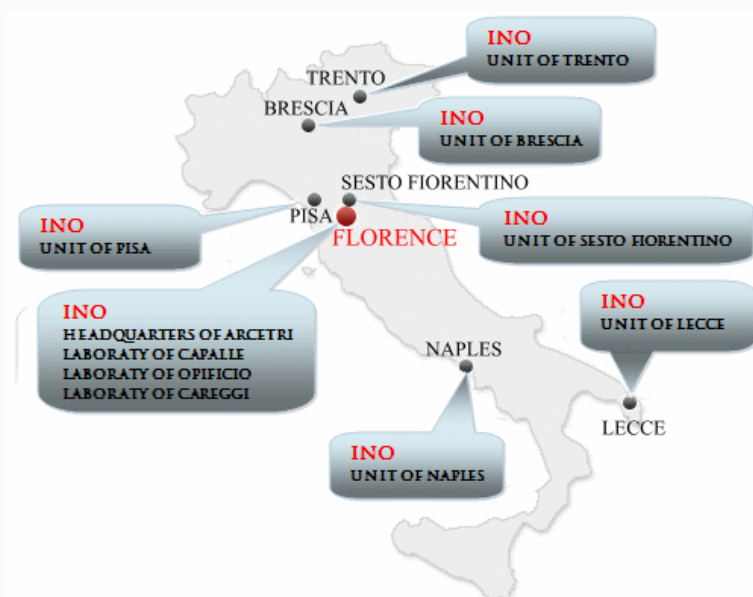 INO
UNIT OF TRENTO
TRENTO
BRESCIA
INO
UNIT OF BRESCIA
SESTO FIORENTINO
PISA
FLORENCE
INO
UNIT OF PISA
INO
UNIT OF SESTO FIORENTINO
INO
HEADQUARTERS OF ARCETRI
LABORATY OF CAPALLE
LABORATY OF OPIFICIO
LABORATY OF CAREGGI
INO
UNIT OF LECCE
NAPLES
LECCE
INO
UNIT OF NAPLES